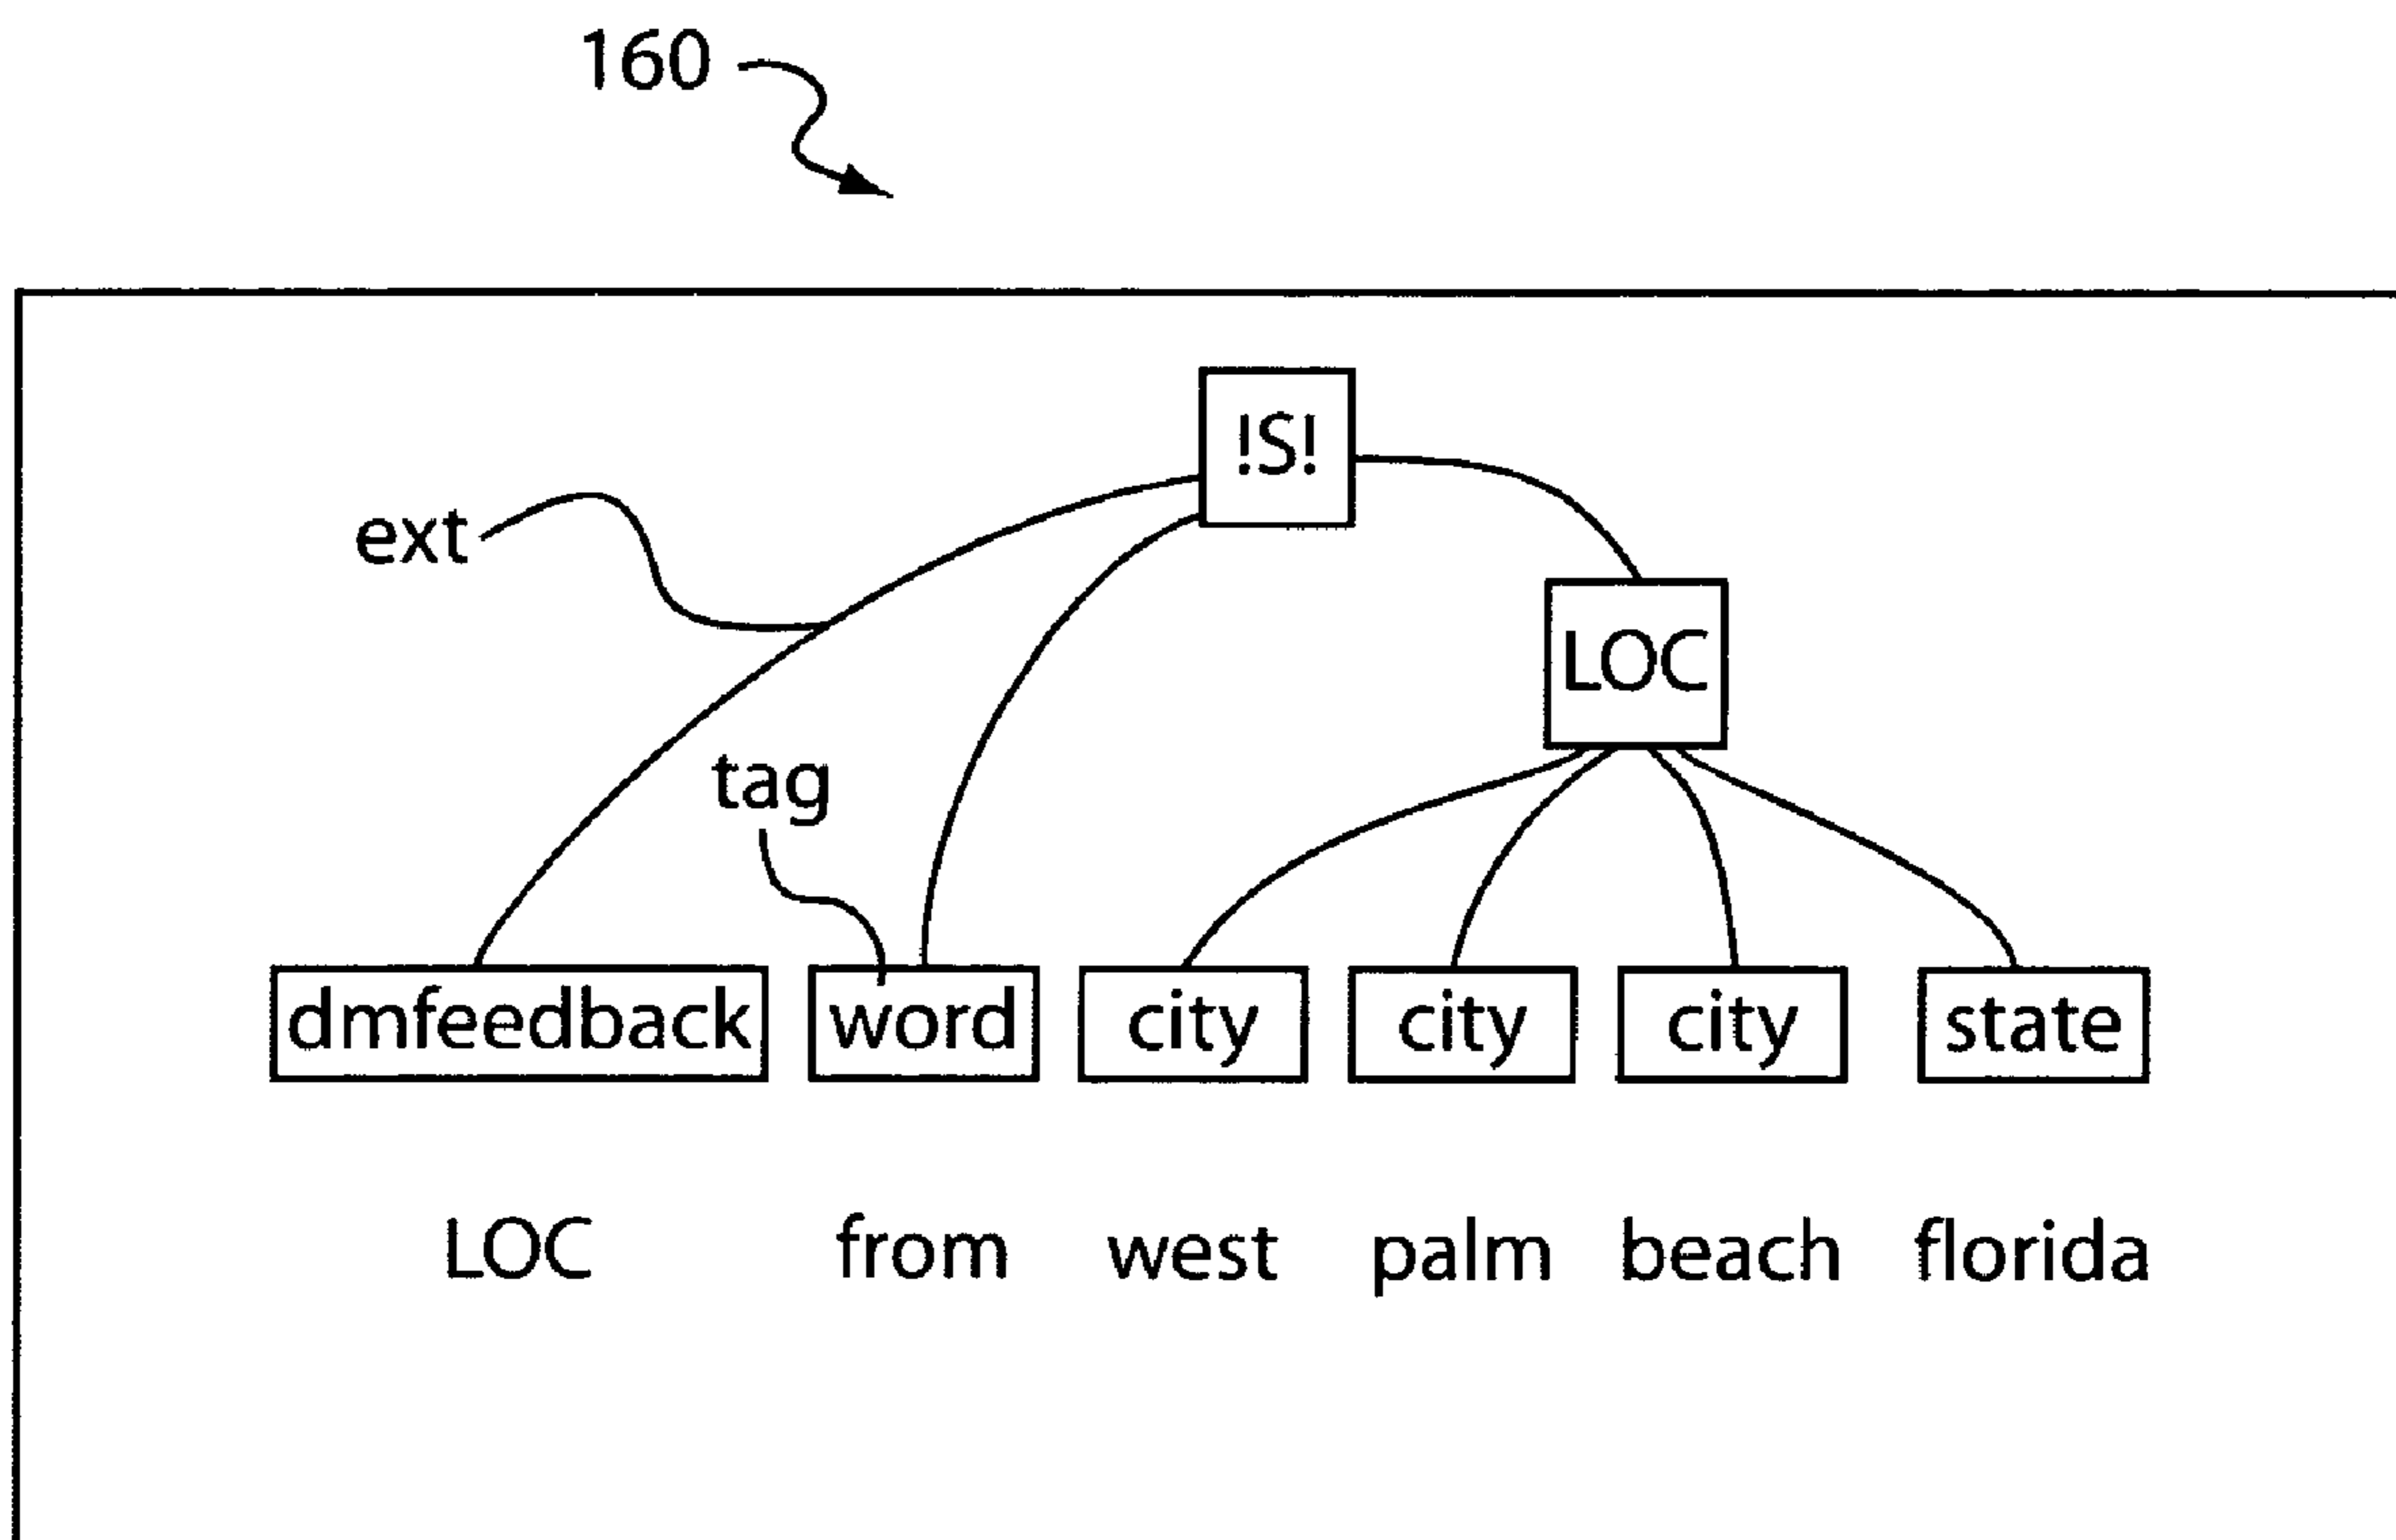 160
!S!
ext
LOC
tag
dmfeedback word city city city state
LOC from west palm beach florida